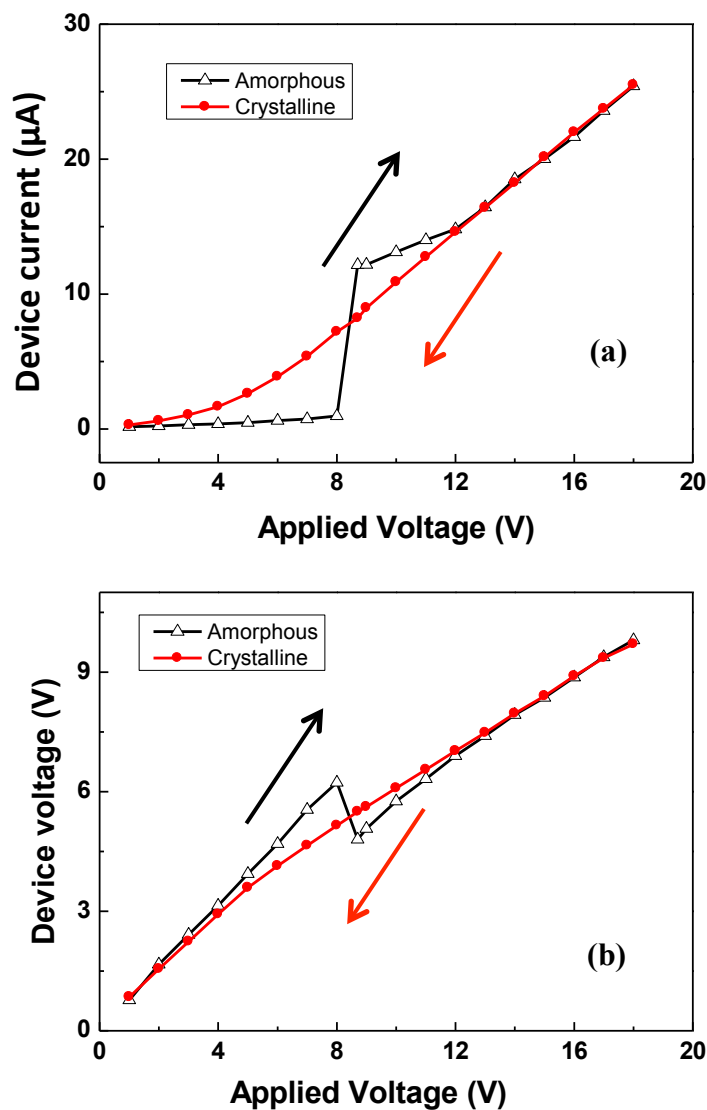 30
20
10
0
Device current (µA)
Amorphous
Crystalline
(a)
0 4 8 12 16 20
Applied Voltage (V)
9
6
3
0
Device voltage (V)
Amorphous
Crystalline
(b)
0 4 8 12 16 20
Applied Voltage (V)